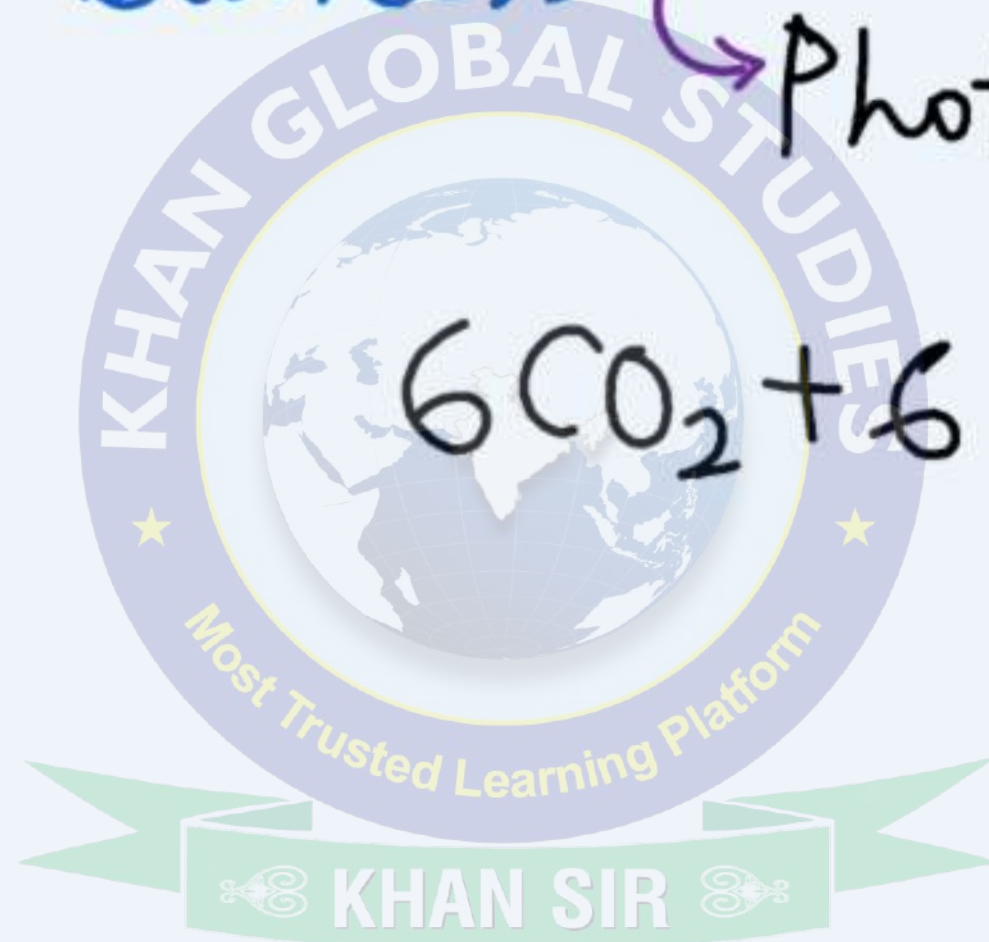 Pho
KHAN GLOBAL STUDIES
6CO₂+6
Most Trusted Learning Platform
KHAN SIR